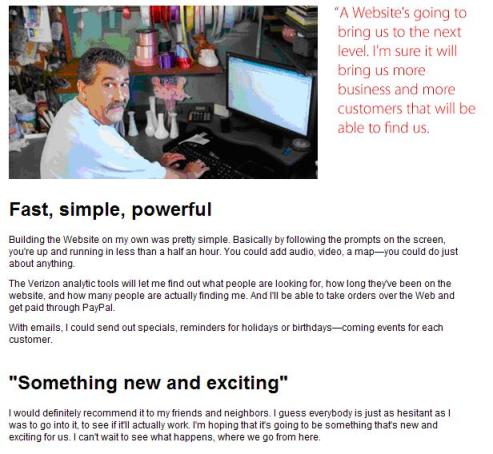 “A Website's going to
bring us to the next
level. I'm sure it will
bring us more
business and more
customers that will be
able to find us.
Fast, simple, powerful
Building the Website on my own was pretty simple. Basically by following the prompts on the screen,
you're up and running in less than a half an hour. You could add audio, video, a map—you could do just
about anything.
The Verizon analytic tools will let me find out what people are looking for, how long they've been on the
website, and how many people are actually finding me. And I'll be able to take orders over the Web and
get paid through PayPal.
With emails, I could send out specials, reminders for holidays or birthdays—coming events for each
customer.
"Something new and exciting"
I would definitely recommend it to my friends and neighbors. I guess everybody is just as hesitant as I
was to go into it, to see if it'll actually work. I'm hoping that it's going to be something that's new and
exciting for us. I can't wait to see what happens, where we go from here.